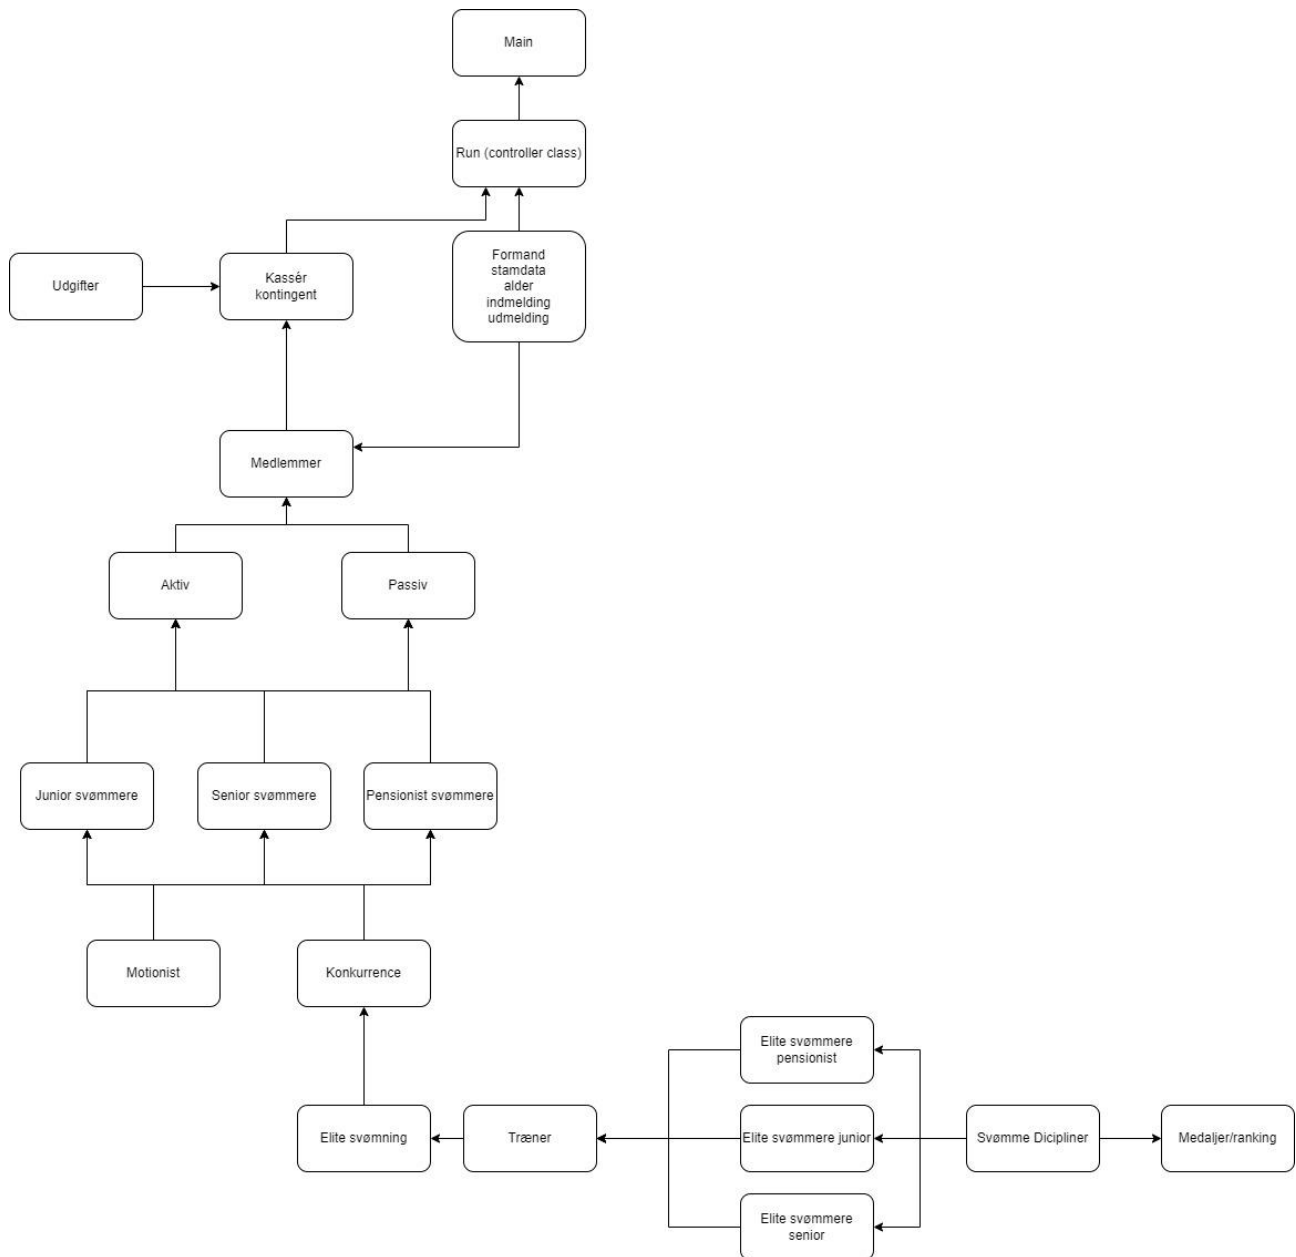 Main
Run (controller class)
Formand
stamdata
alder
indmelding
udmelding
Udgifter
Kassér
kontingent
Medlemmer
Aktiv
Passiv
Junior svømmere
Senior svømmere
Pensionist svømmere
Motionist
Konkurrence
Elite svømmere
pensionist
Elite svømning
Træner
Elite svømmere junior
Svømme Dicipliner
Medaljer/ranking
Elite svømmere
senior